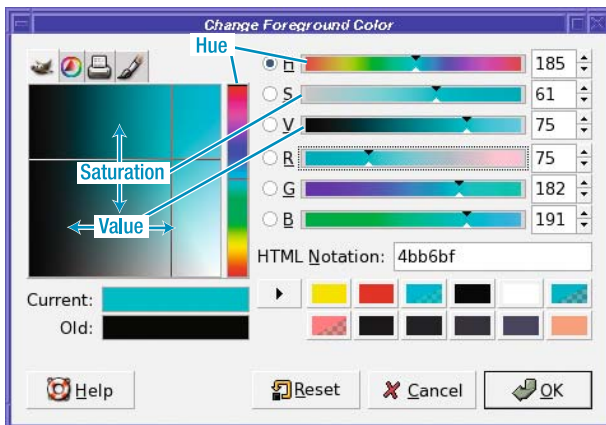 Change Foreground Color
Hue
H 185
S 61
V 75
Saturation
R 75
G 182
Value
B 191
HTML Notation: 4bb6bf
Current:
Old:
Help Reset Cancel OK